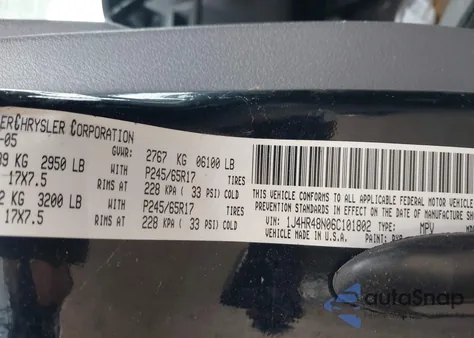 ERCHRYSLER CORPORATION
-05 GVWR: 2767 KG 06100 LB
KG 2950 LB WITH P245/65R17 TIRES
17X7.5 RIMS AT 228 KPA ( 33 PSI) COLD
2 KG 3200 LB WITH P245/65R17 TIRES
17X7.5 RIMS AT 228 KPA ( 33 PSI) COLD
THIS VEHICLE CONFORMS TO ALL APPLICABLE FEDERAL MOTOR VEHICLE
PREVENTION STANDARDS IN EFFECT ON THE DATE OF MANUFACTURE SH
VIN: 1J4HR48N06C101802 TYPE: MPV
VEHICLE MADE IN U.S.A. PAINT:
autoSnap